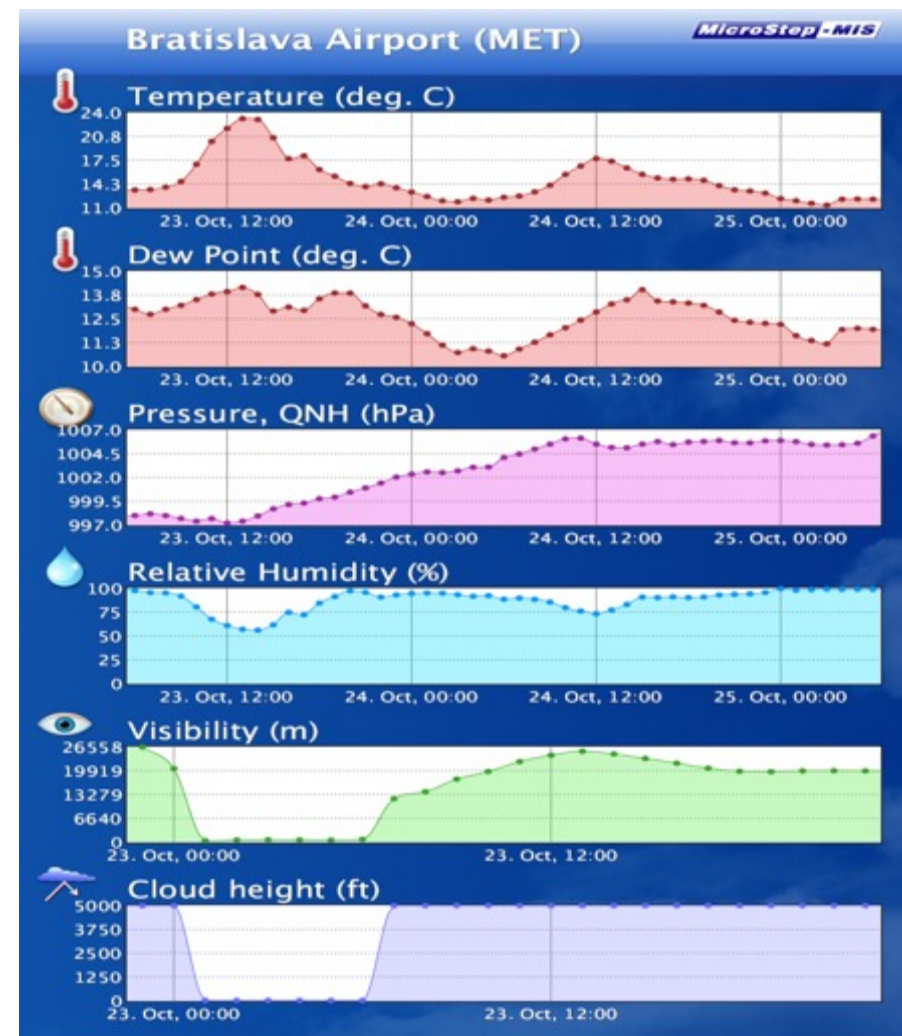 Bratislava Airport (MET)
MicroStep-MIS
Temperature (deg. C)
24.0
20.8
17.5
14.3
11.0
23. Oct, 12:00 24. Oct, 00:00 24. Oct, 12:00 25. Oct, 00:00
Dew Point (deg. C)
15.0
13.8
12.5
11.3
10.0
23. Oct, 12:00 24. Oct, 00:00 24. Oct, 12:00 25. Oct, 00:00
Pressure, QNH (hPa)
1007.0
1004.5
1002.0
999.5
997.0
23. Oct, 12:00 24. Oct, 00:00 24. Oct, 12:00 25. Oct, 00:00
Relative Humidity (%)
100
75
50
25
0
23. Oct, 12:00 24. Oct, 00:00 24. Oct, 12:00 25. Oct, 00:00
Visibility (m)
26558
19919
13279
6640
0
23. Oct, 00:00 23. Oct, 12:00
Cloud height (ft)
5000
3750
2500
1250
0
23. Oct, 00:00 23. Oct, 12:00